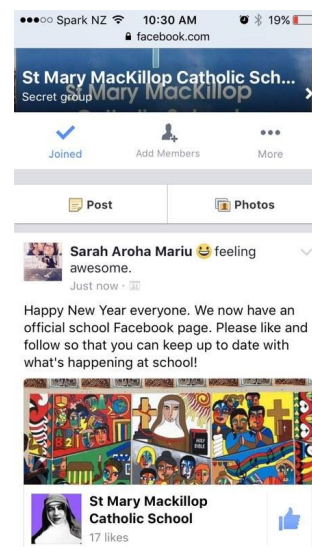 Spark NZ 10:30 AM 19%
facebook.com
St Mary MacKillop Catholic Sch...
Secret group
Mary MacKillop
Joined Add Members More
Post Photos
Sarah Aroha Mariu feeling
awesome.
Just now
Happy New Year everyone. We now have an
official school Facebook page. Please like and
follow so that you can keep up to date with
what's happening at school!
HOLY
BIBLE
St Mary Mackillop
Catholic School
17 likes